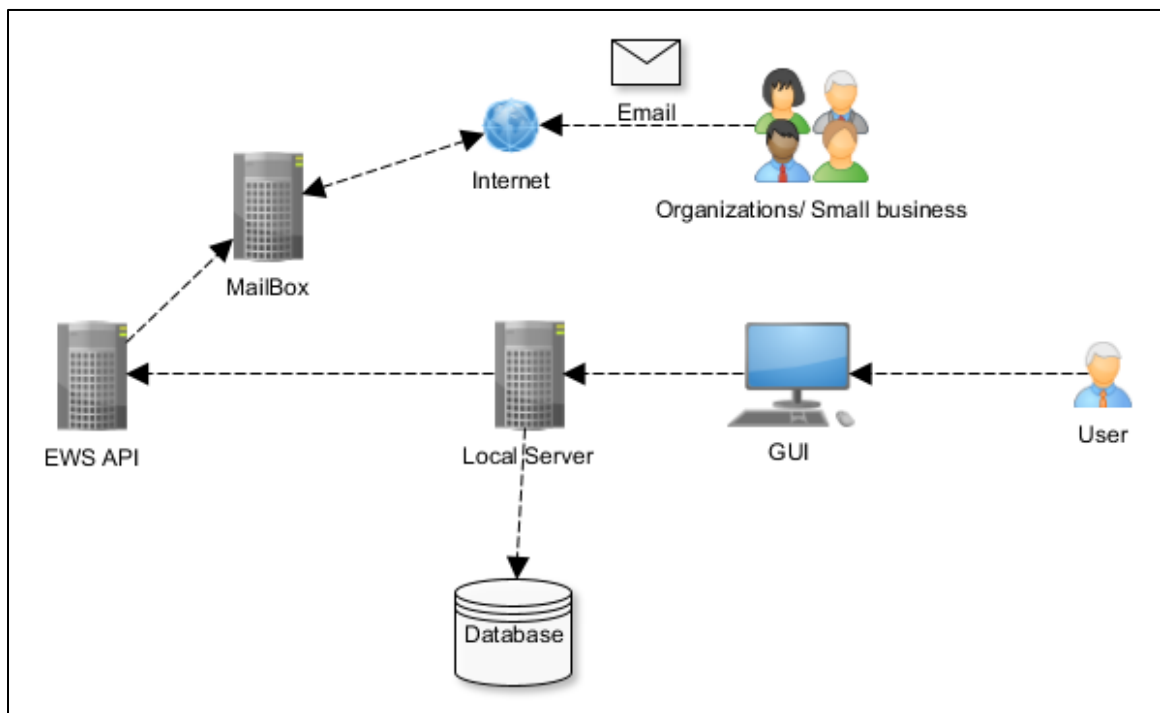 Email
Internet
Organizations/ Small business
MailBox
EWS API
Local Server
GUI
User
Database